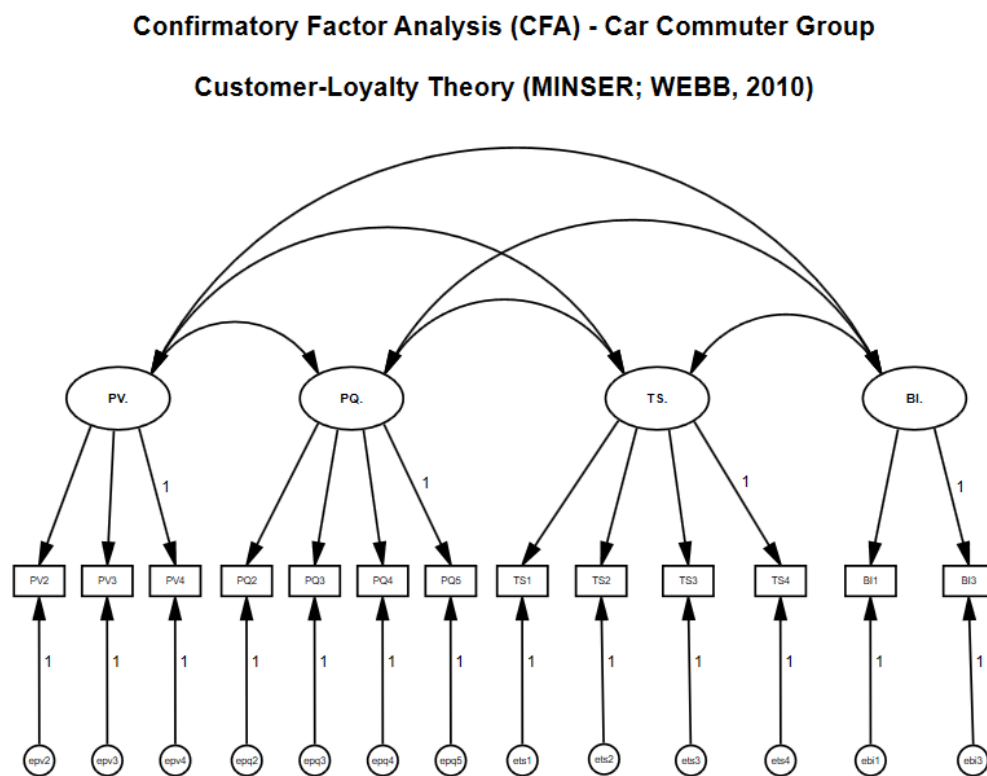 Confirmatory Factor Analysis (CFA) - Car Commuter Group
Customer-Loyalty Theory (MINSER; WEBB, 2010)
PV. PQ. TS. BI.
1 1 1 1
PV2 PV3 PV4 PQ2 PQ3 PQ4 PQ5 TS1 TS2 TS3 TS4 BI1 BI3
1 1 1 1 1 1 1 1 1 1 1 1 1
epv2 epv3 epv4 epq2 epq3 epq4 epq5 ets1 ets2 ets3 ets4 ebi1 ebi3